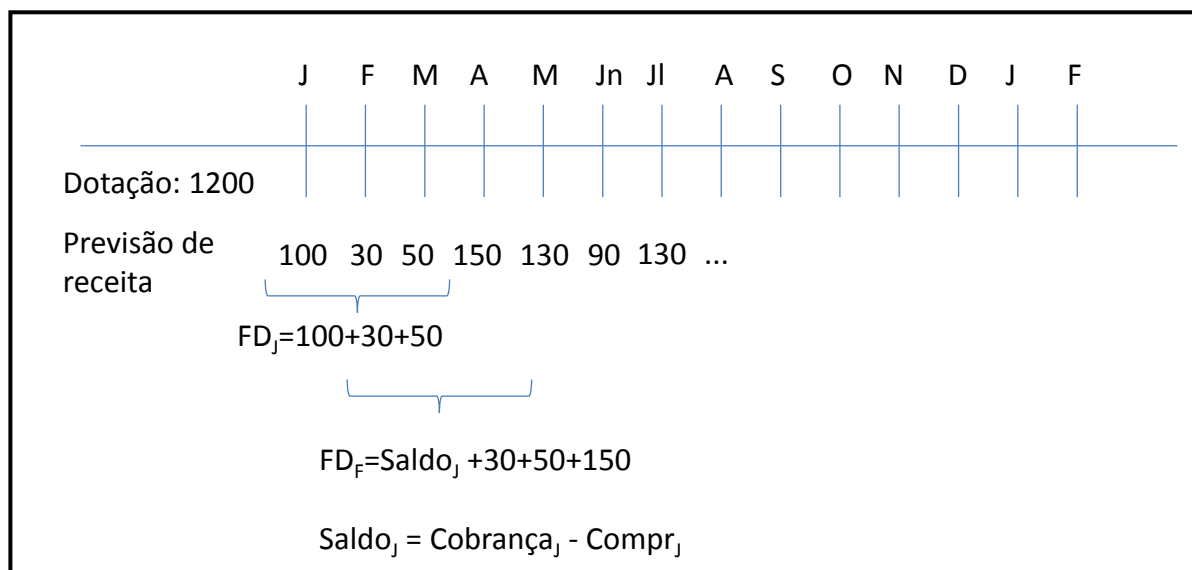 J F M A M Jn Jl A S O N D J F
Dotação: 1200
Previsão de
receita
100 30 50 150 130 90 130 ...
FDJ=100+30+50
FDF=SaldoJ +30+50+150
SaldoJ = CobrançaJ - ComprJ